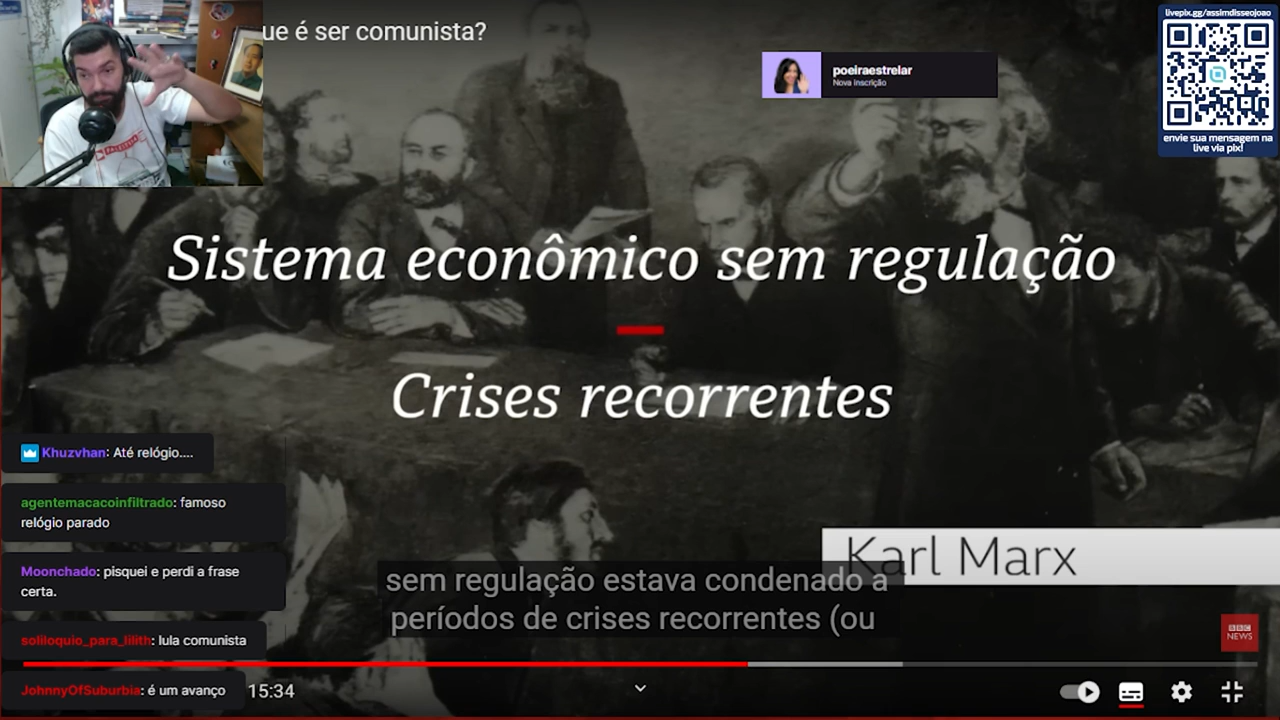 ue é ser comunista?
poeiraestrelar
Nova inscrição
livepix.gg/assimdisseojoao
envie sua mensagem na
live via pix!
Sistema econômico sem regulação
Crises recorrentes
Khuzvhan: Até relógio....
agentemacacoinfiltrado: famoso
relógio parado
Moonchado: pisquei e perdi a frase
certa.
soliloquio_para_lilith: lula comunista
JohnnyOfSuburbia: é um avanço
Karl Marx
sem regulação estava condenado a
períodos de crises recorrentes (ou
BBC
NEWS
15:34